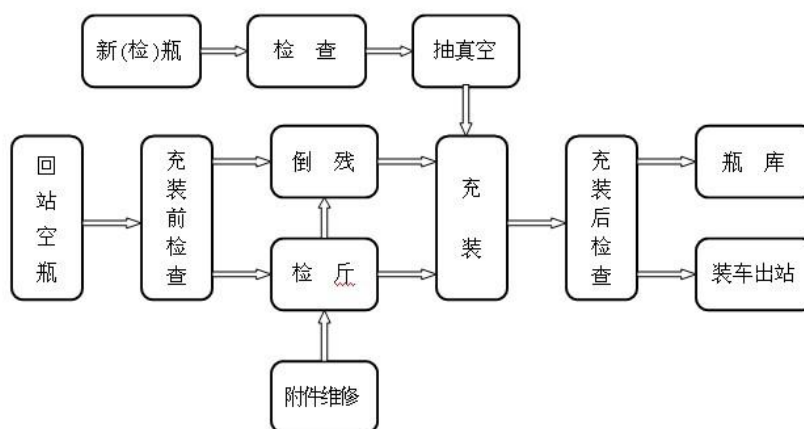 新(检)瓶
检 查
抽真空
回站空瓶
充装前检查
倒 残
检 斤
附件维修
充装
充装后检查
瓶 库
装车出站